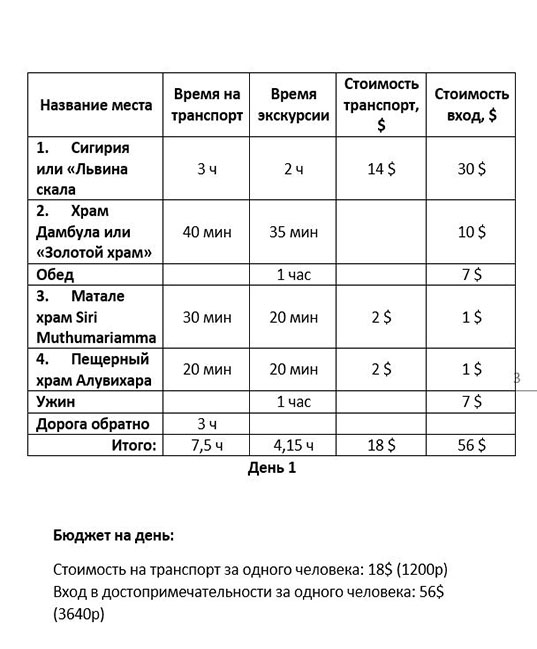 Название места
Время на транспорт
Время экскурсии
Стоимость транспорт, $
Стоимость вход, $
1. Сигирия или «Львина скала
3 ч
2 ч
14 $
30 $
2. Храм Дамбула или «Золотой храм»
40 мин
35 мин
10 $
Обед
1 час
7 $
3. Матале храм Siri Muthumariamma
30 мин
20 мин
2 $
1 $
4. Пещерный храм Алувихара
20 мин
20 мин
2 $
1 $
3
Ужин
1 час
7 $
Дорога обратно
3 ч
Итого:
7,5 ч
4,15 ч
18 $
56 $
День 1
Бюджет на день:
Стоимость на транспорт за одного человека: 18$ (1200р)
Вход в достопримечательности за одного человека: 56$
(3640р)